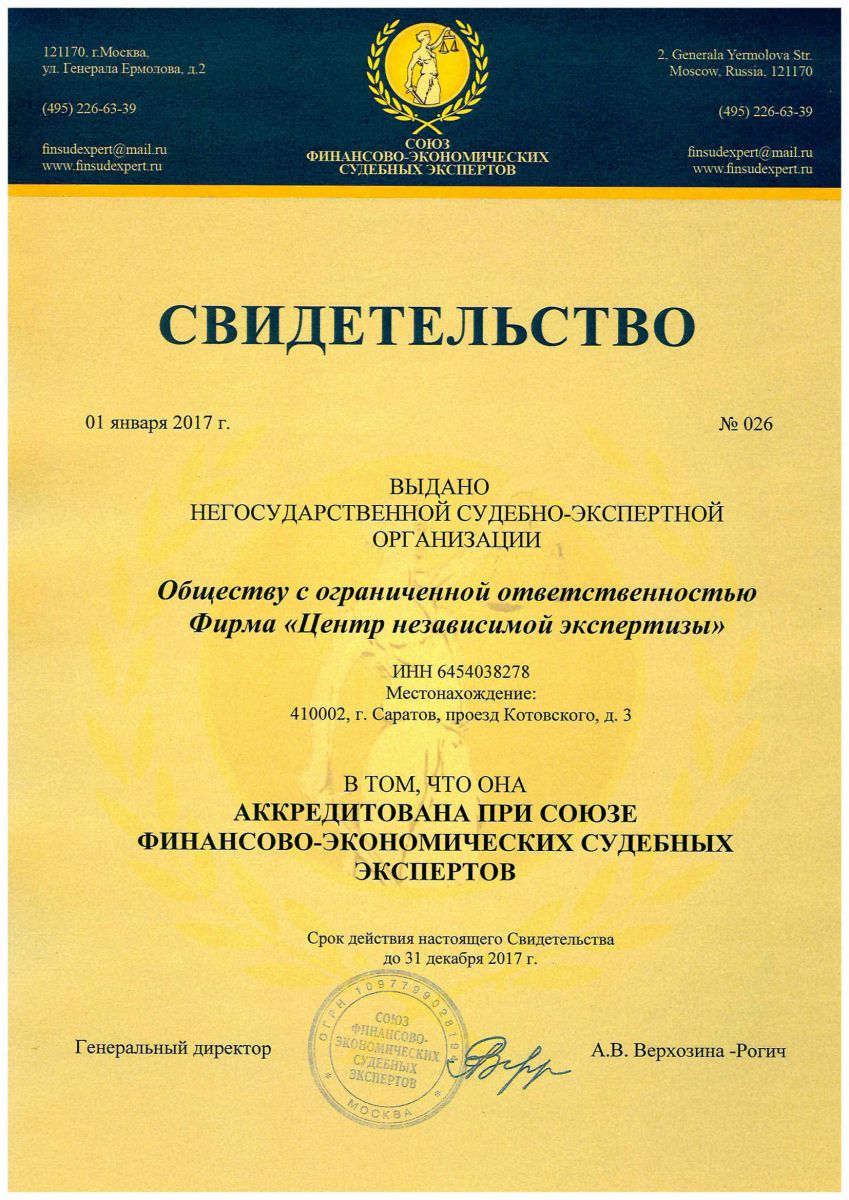 121170, г.Москва,
ул. Генерала Ермолова, д.2
(495) 226-63-39
finsudexpert@mail.ru
www.finsudexpert.ru
СОЮЗ
ФИНАНСОВО-ЭКОНОМИЧЕСКИХ
СУДЕБНЫХ ЭКСПЕРТОВ
2, Generala Yermolova Str.
Moscow, Russia, 121170
(495) 226-63-39
finsudexpert@mail.ru
www.finsudexpert.ru
СВИДЕТЕЛЬСТВО
01 января 2017 г.
№ 026
ВЫДАНО
НЕГОСУДАРСТВЕННОЙ СУДЕБНО-ЭКСПЕРТНОЙ
ОРГАНИЗАЦИИ
Обществу с ограниченной ответственностью
Фирма «Центр независимой экспертизы»
ИНН 6454038278
Местонахождение:
410002, г. Саратов, проезд Котовского, д. 3
В ТОМ, ЧТО ОНА
АККРЕДИТОВАНА ПРИ СОЮЗЕ
ФИНАНСОВО-ЭКОНОМИЧЕСКИХ СУДЕБНЫХ
ЭКСПЕРТОВ
Срок действия настоящего Свидетельства
до 31 декабря 2017 г.
Генеральный директор
ОГРН 1097799028194
СОЮЗ
ФИНАНСОВО-
ЭКОНОМИЧЕСКИХ
СУДЕБНЫХ
ЭКСПЕРТОВ
* МОСКВА *
А.В. Верхозина -Рогич